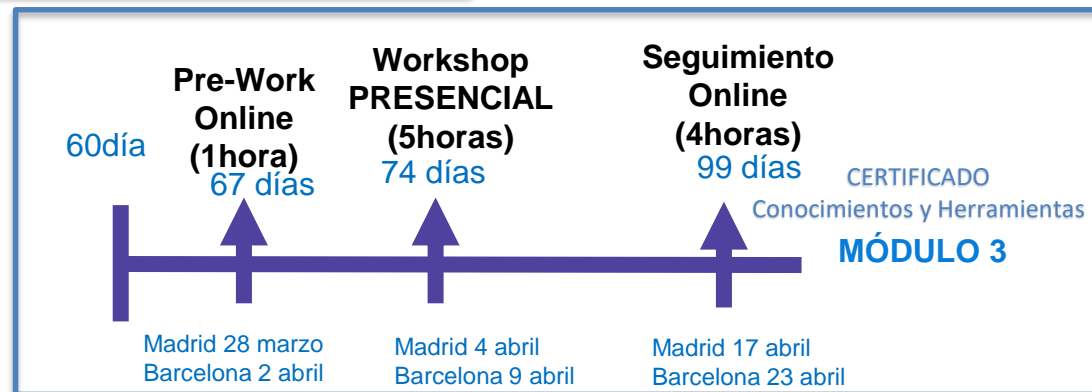 Pre-Work
Online
(1hora)
Workshop
PRESENCIAL
(5horas)
Seguimiento
Online
(4horas)
60día
67 días
74 días
99 días
CERTIFICADO
Conocimientos y Herramientas
MÓDULO 3
Madrid 28 marzo
Barcelona 2 abril
Madrid 4 abril
Barcelona 9 abril
Madrid 17 abril
Barcelona 23 abril